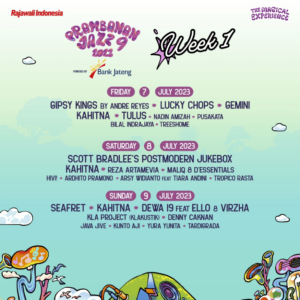 Rajawali Indonesia
THE MAGICAL EXPERIENCE
PRAMBANAN
JAZZ 9
2023
Week 1
Bank Jateng
FRIDAY 7 JULY 2023
GIPSY KINGS BY ANDRE REYES LUCKY CHOPS GEMINI
KAHITNA TULUS NADIN AMIZAH PUSAKATA
BILAL INDRAJAYA TREESHOME
SATURDAY 8 JULY 2023
SCOTT BRADLEE'S POSTMODERN JUKEBOX
KAHITNA REZA ARTAMEVIA MALIQ & D'ESSENTIALS
HIVI! ARDHITO PRAMONO ARSY WIDIANTO FEAT TIARA ANDINI TROPICO RASTA
SUNDAY 9 JULY 2023
SEAFRET KAHITNA DEWA 19 FEAT ELLO & VIRZHA
KLA PROJECT (KLAKUSTIK) DENNY CAKNAN
JAVA JIVE KUNTO AJI YURA YUNITA TARDIGRADA